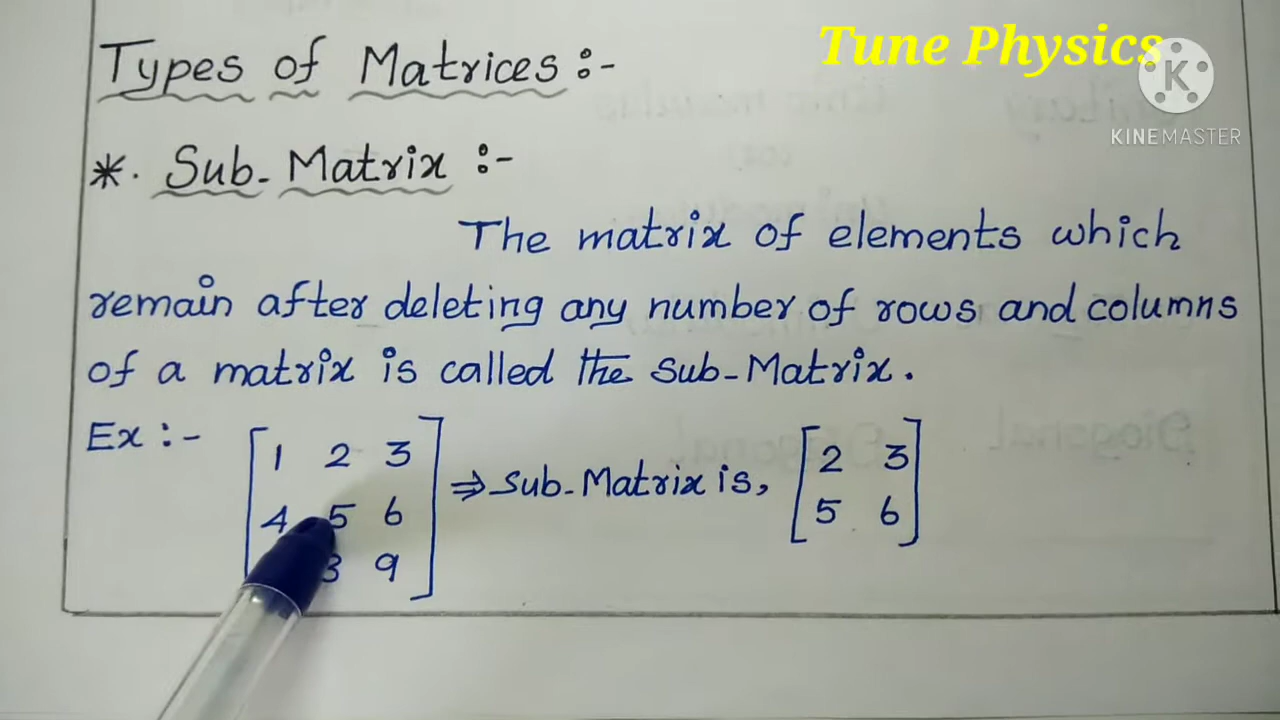 Tune Physics
K
KINEMASTER
Types of Matrices :-
*. Sub-Matrix :-
The matrix of elements which
remain after deleting any number of rows and columns
of a matrix is called the sub-Matrix.
Ex :- [1 2 3] ⇒ Sub-Matrix is, [2 3]
4 5 6 5 6
9